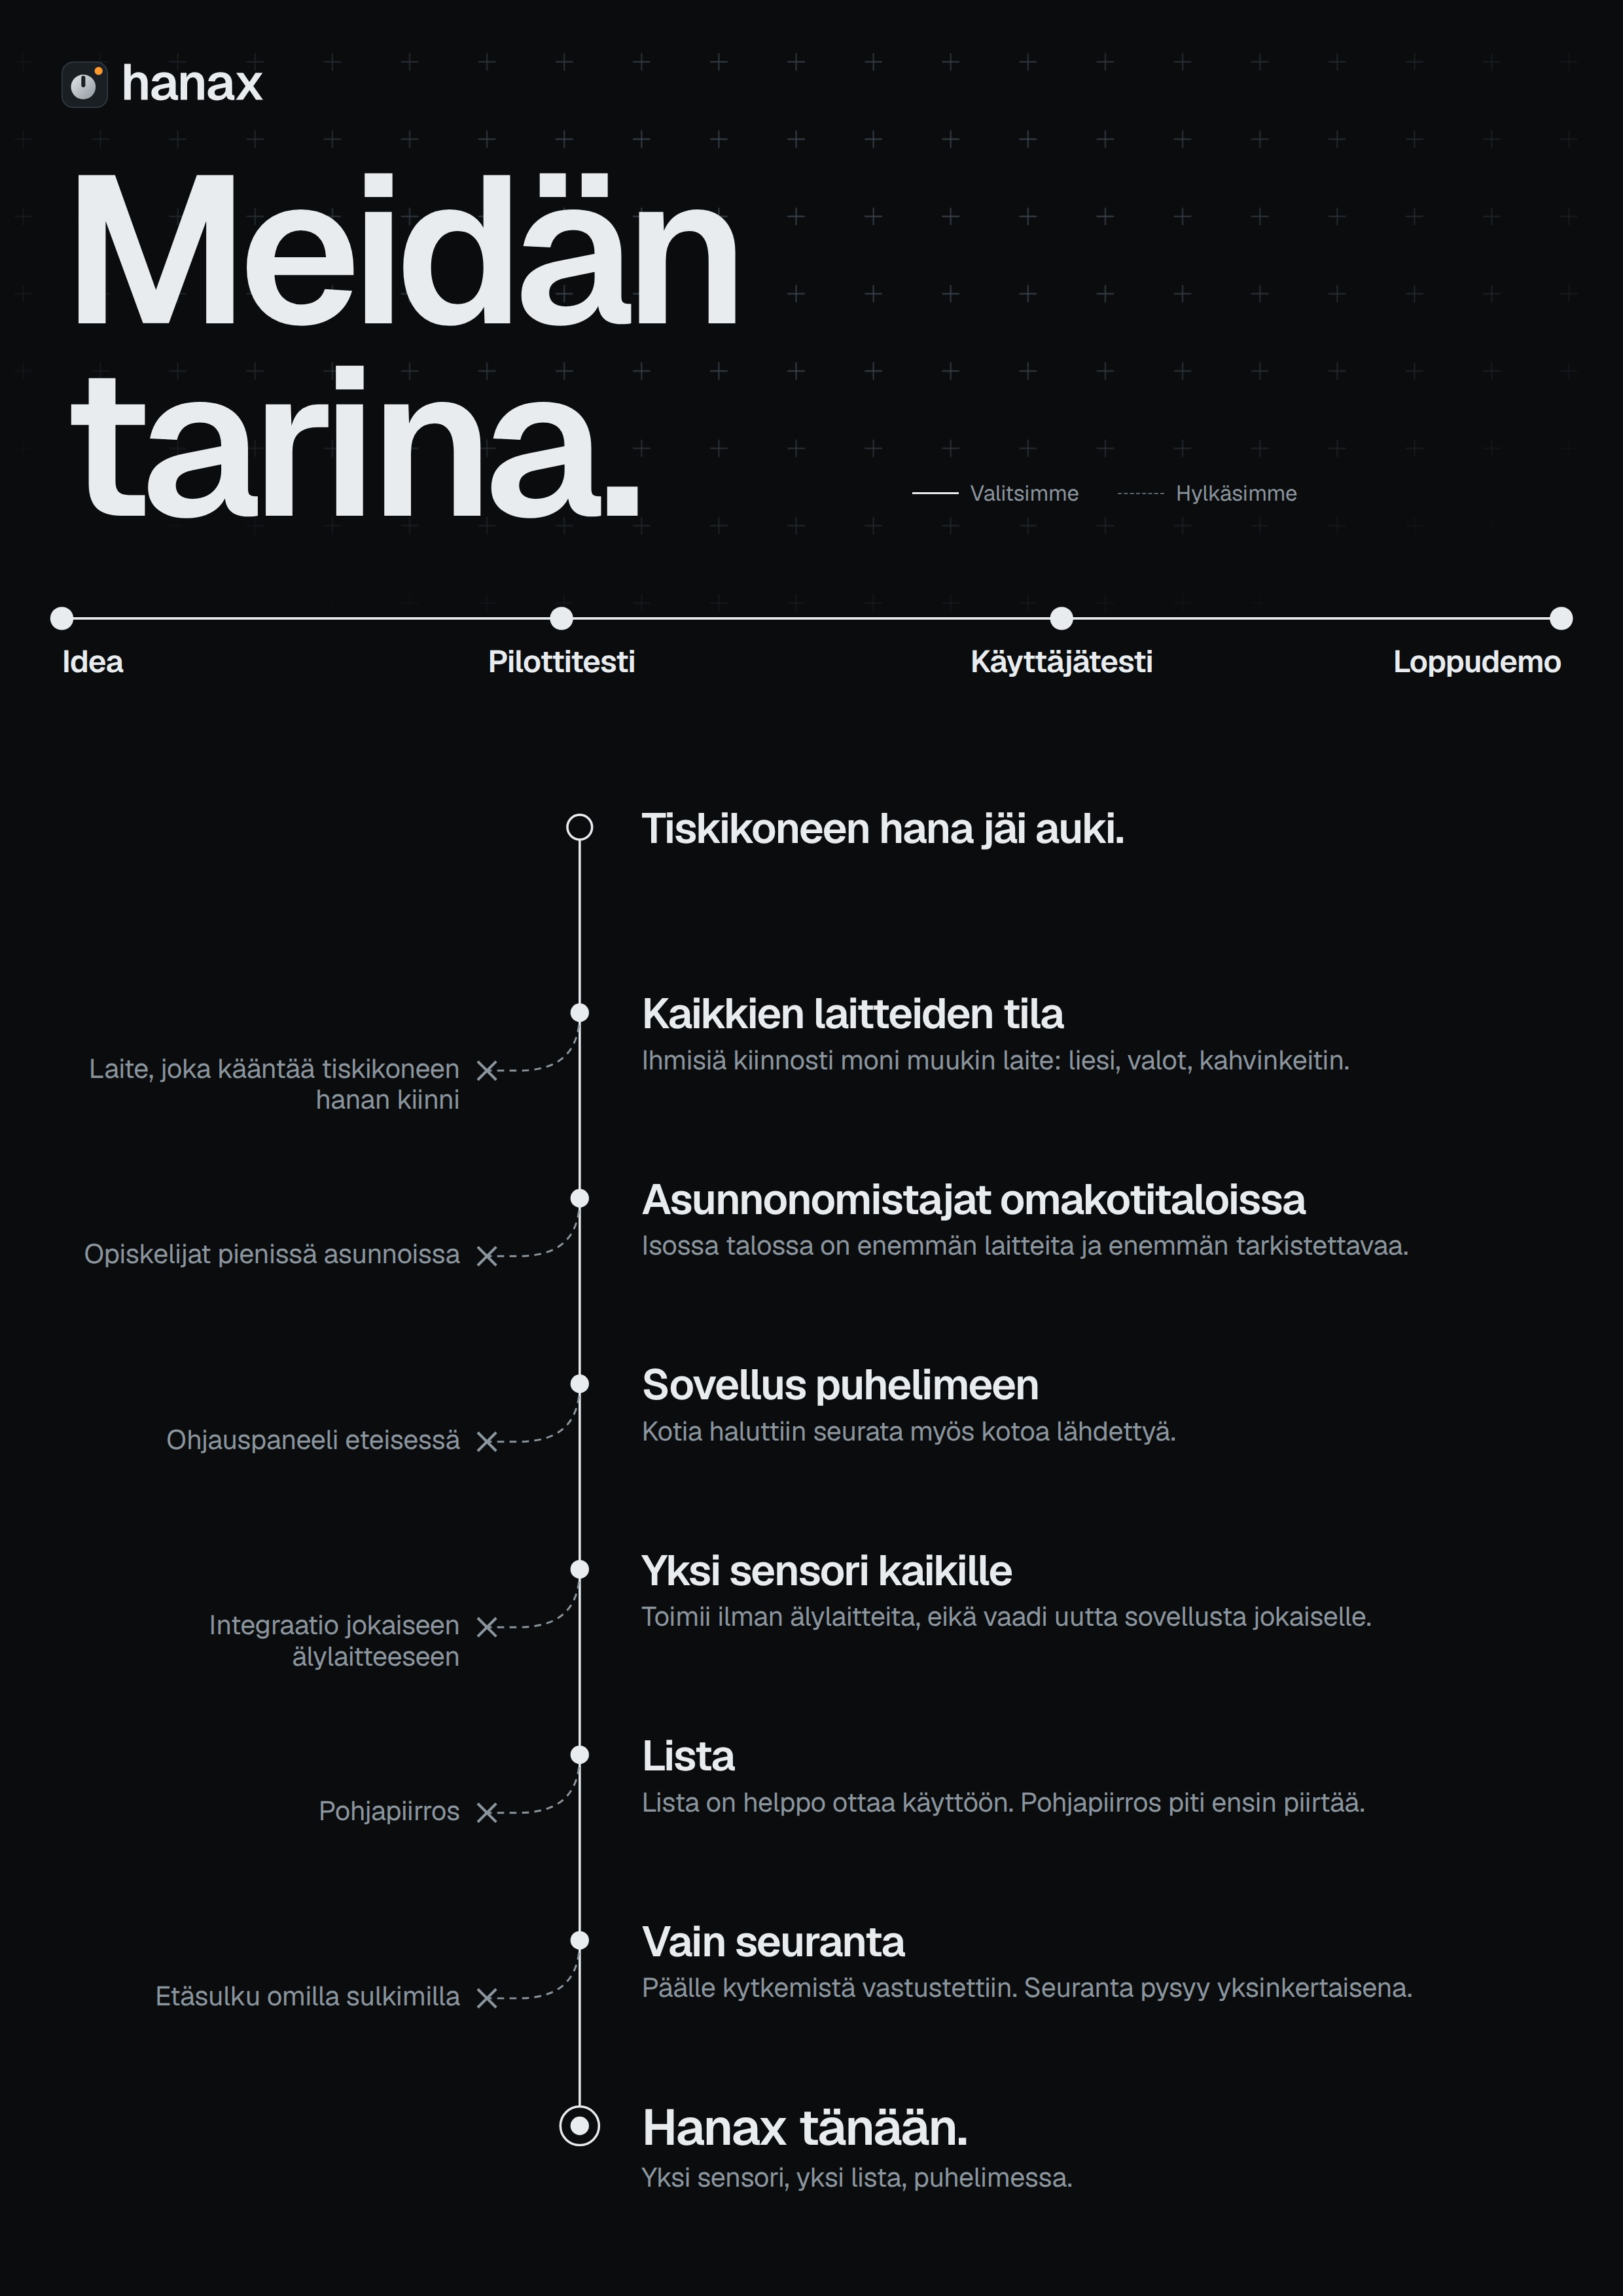 hanax
Meidän
tarina.
Valitsimme
Hylkäsimme
Idea
Pilottitesti
Käyttäjätesti
Loppudemo
Tiskikoneen hana jäi auki.
Kaikkien laitteiden tila
Ihmisiä kiinnosti moni muukin laite: liesi, valot, kahvinkeitin.
Laite, joka kääntää tiskikoneen
hanan kiinni
Asunnonomistajat omakotitaloissa
Isossa talossa on enemmän laitteita ja enemmän tarkistettavaa.
Opiskelijat pienissä asunnoissa
Sovellus puhelimeen
Kotia haluttiin seurata myös kotoa lähdettyä.
Ohjauspaneeli eteisessä
Yksi sensori kaikille
Toimii ilman älylaitteita, eikä vaadi uutta sovellusta jokaiselle.
Integraatio jokaiseen
älylaitteeseen
Lista
Lista on helppo ottaa käyttöön. Pohjapiirros piti ensin piirtää.
Pohjapiirros
Vain seuranta
Päälle kytkemistä vastustettiin. Seuranta pysyy yksinkertaisena.
Etäsulku omilla sulkimilla
Hanax tänään.
Yksi sensori, yksi lista, puhelimessa.